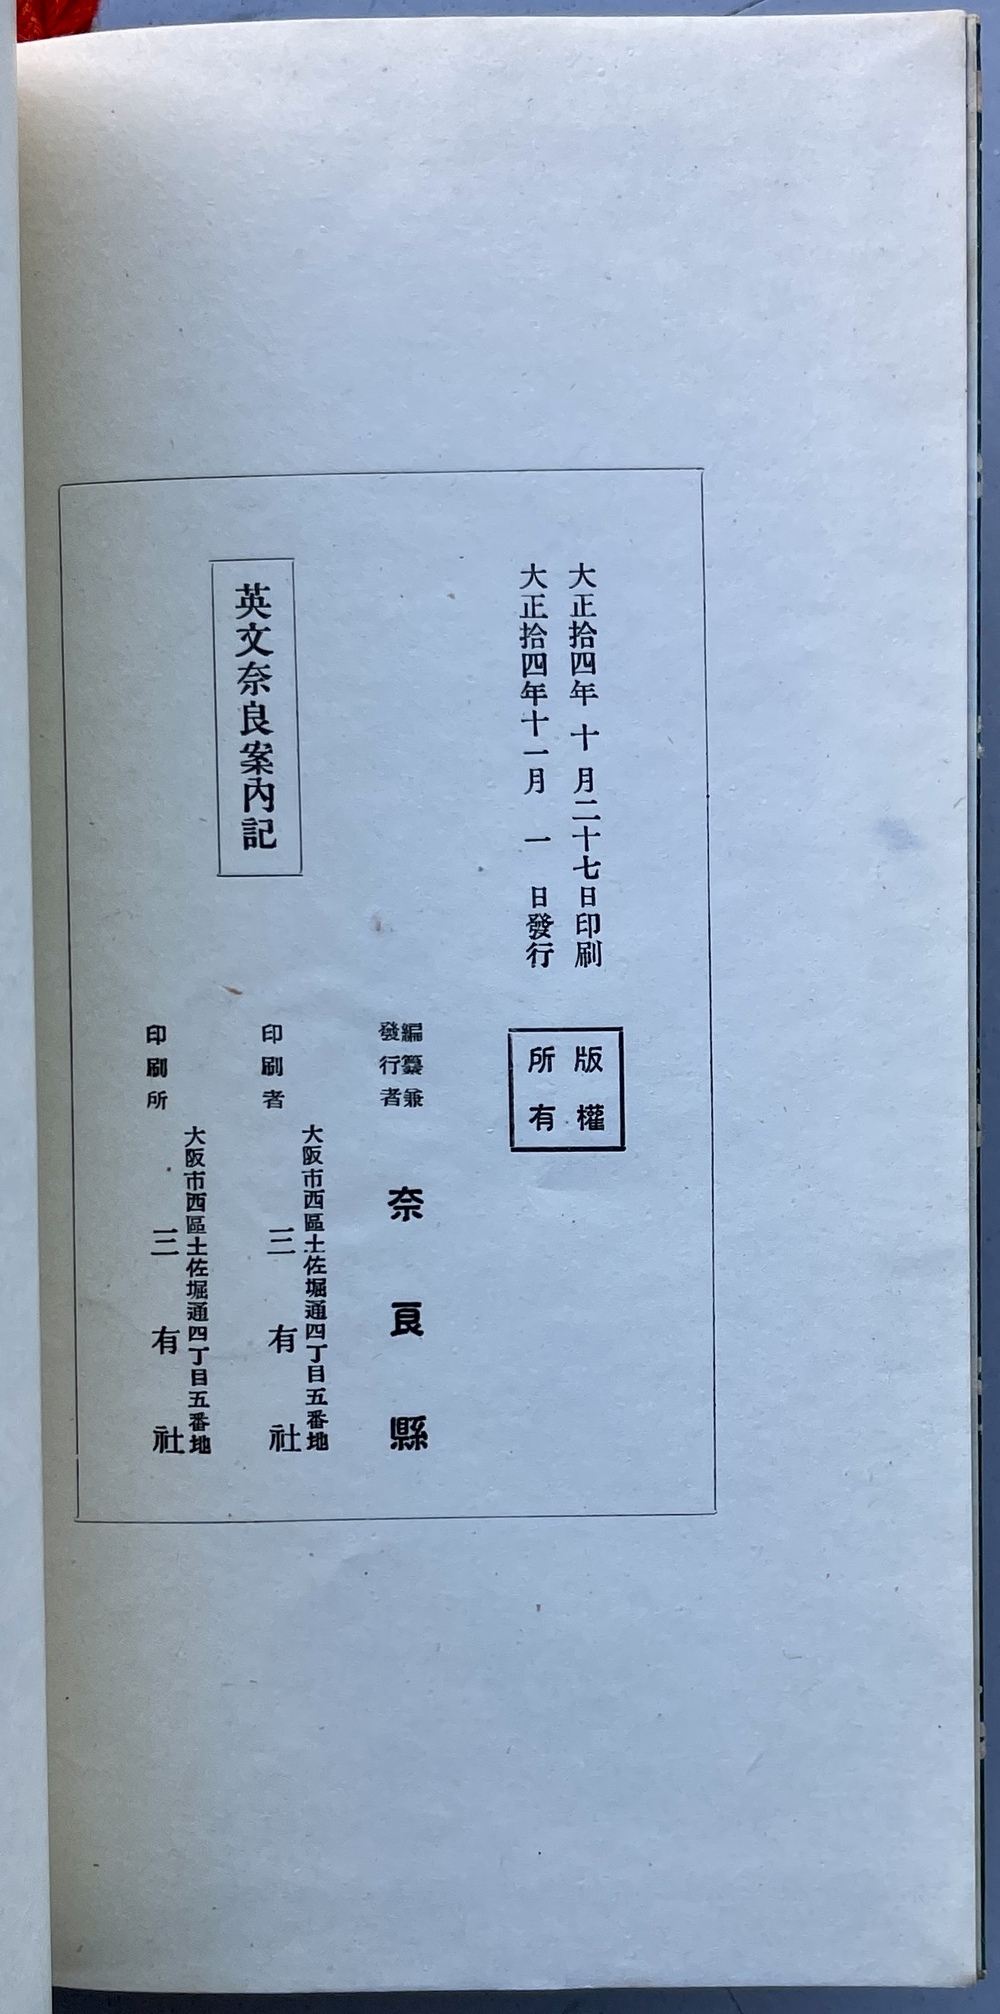 大正拾四年十月二十七日印刷
大正拾四年十一月一日發行
版權
所有
編纂兼
發行者
奈良縣
印刷者
大阪市西區土佐堀通四丁目五番地
三有社
印刷所
大阪市西區土佐堀通四丁目五番地
三有社
英文奈良案內記